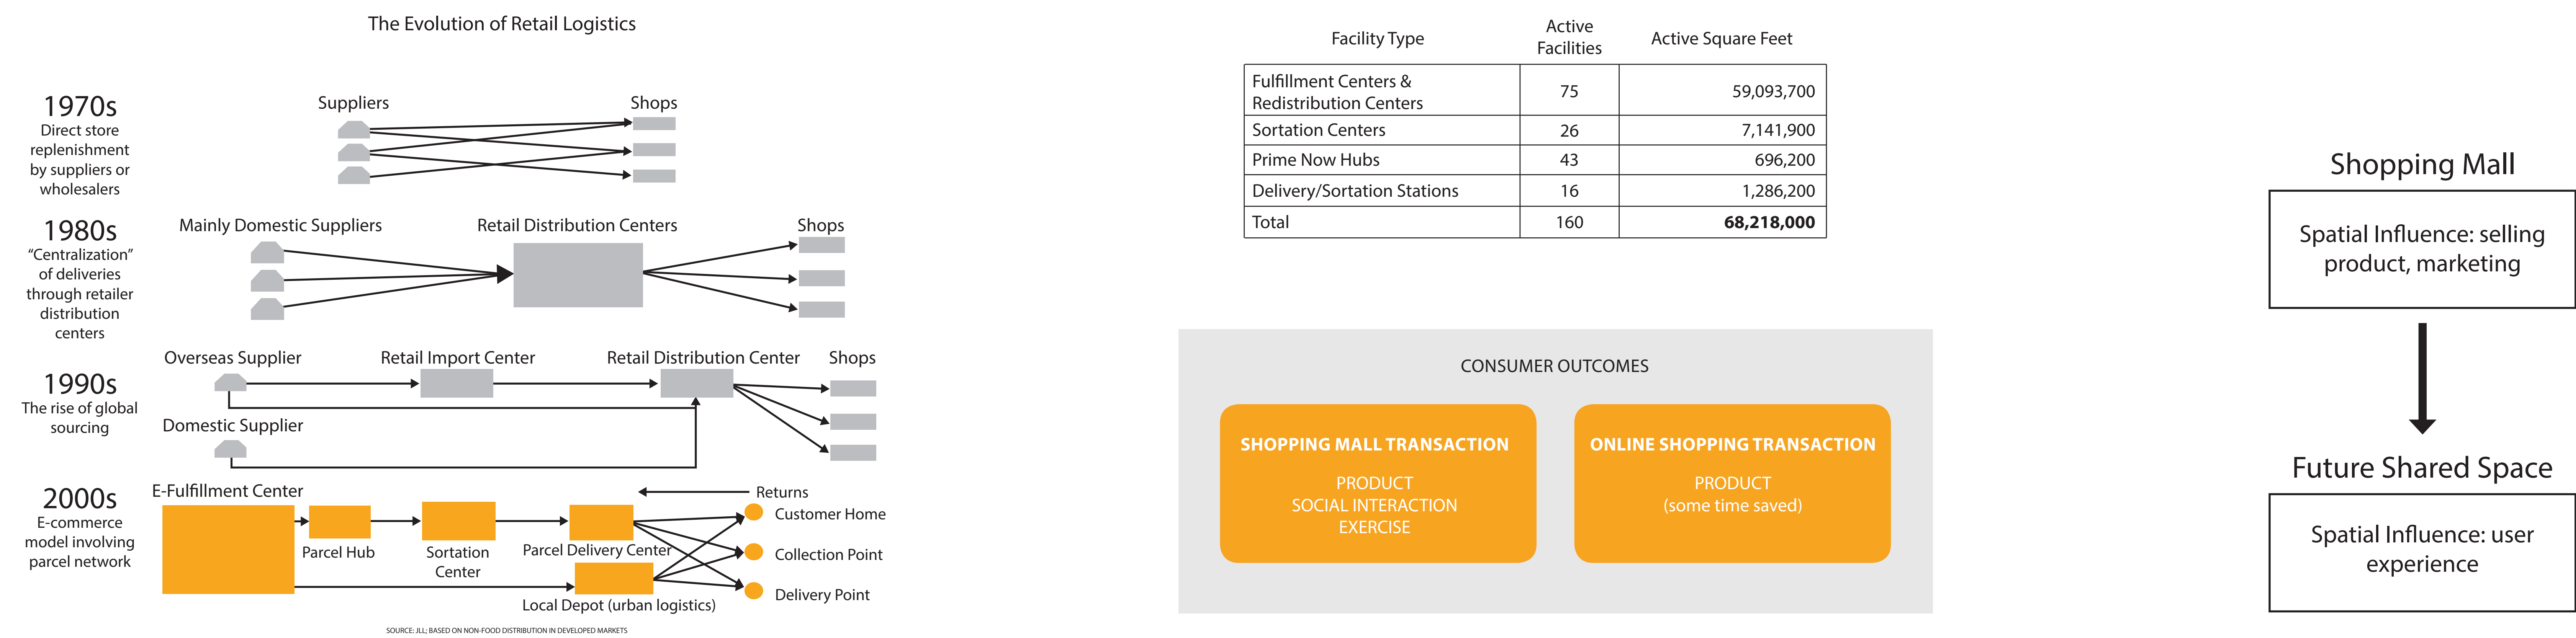 The Evolution of Retail Logistics
1970s
Direct store
replenishment
by suppliers or
wholesalers
Suppliers
Shops
1980s
“Centralization”
of deliveries
through retailer
distribution
centers
Mainly Domestic Suppliers
Retail Distribution Centers
Shops
1990s
The rise of global
sourcing
Overseas Supplier
Retail Import Center
Retail Distribution Center
Shops
Domestic Supplier
2000s
E-commerce
model involving
parcel network
E-Fulfillment Center
Parcel Hub
Sortation
Center
Parcel Delivery Center
Local Depot (urban logistics)
Returns
Customer Home
Collection Point
Delivery Point
SOURCE: JLL; BASED ON NON-FOOD DISTRIBUTION IN DEVELOPED MARKETS
Facility Type
Active
Facilities
Active Square Feet
Fulfillment Centers &
Redistribution Centers
75
59,093,700
Sortation Centers
26
7,141,900
Prime Now Hubs
43
696,200
Delivery/Sortation Stations
16
1,286,200
Total
160
68,218,000
CONSUMER OUTCOMES
SHOPPING MALL TRANSACTION
PRODUCT
SOCIAL INTERACTION
EXERCISE
ONLINE SHOPPING TRANSACTION
PRODUCT
(some time saved)
Shopping Mall
Spatial Influence: selling
product, marketing
Future Shared Space
Spatial Influence: user
experience